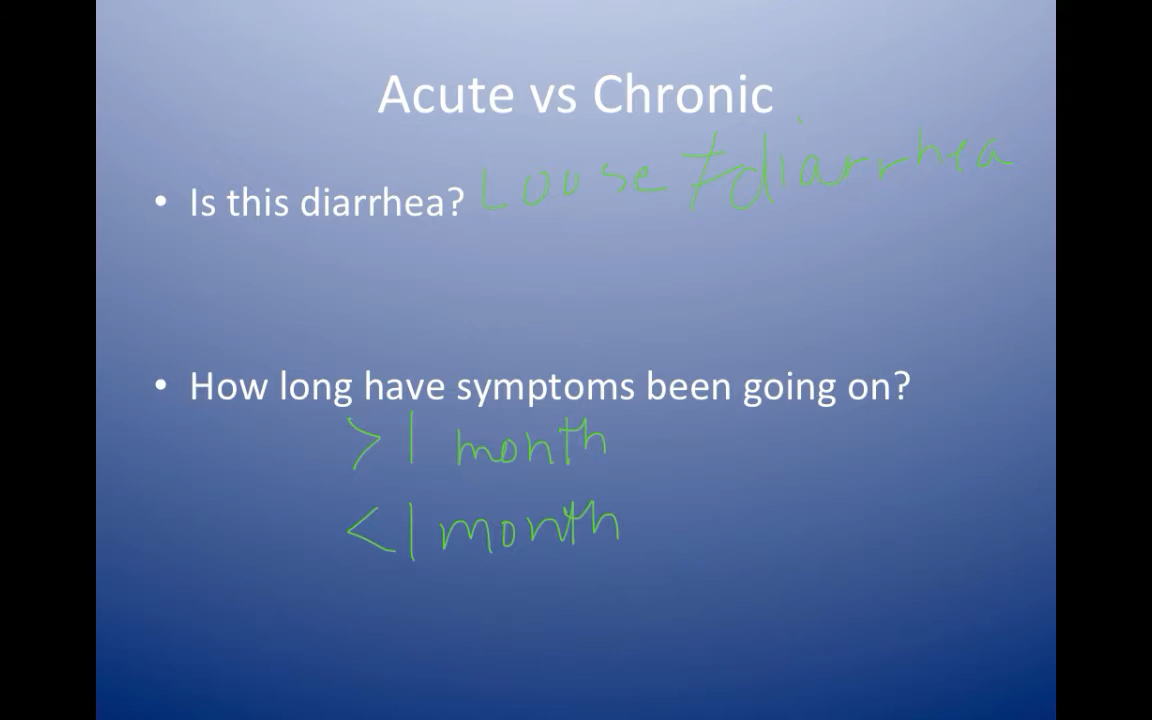 Acute vs Chronic
• Is this diarrhea? Loose ≠ diarrhea
• How long have symptoms been going on?
>1 month
<1 month